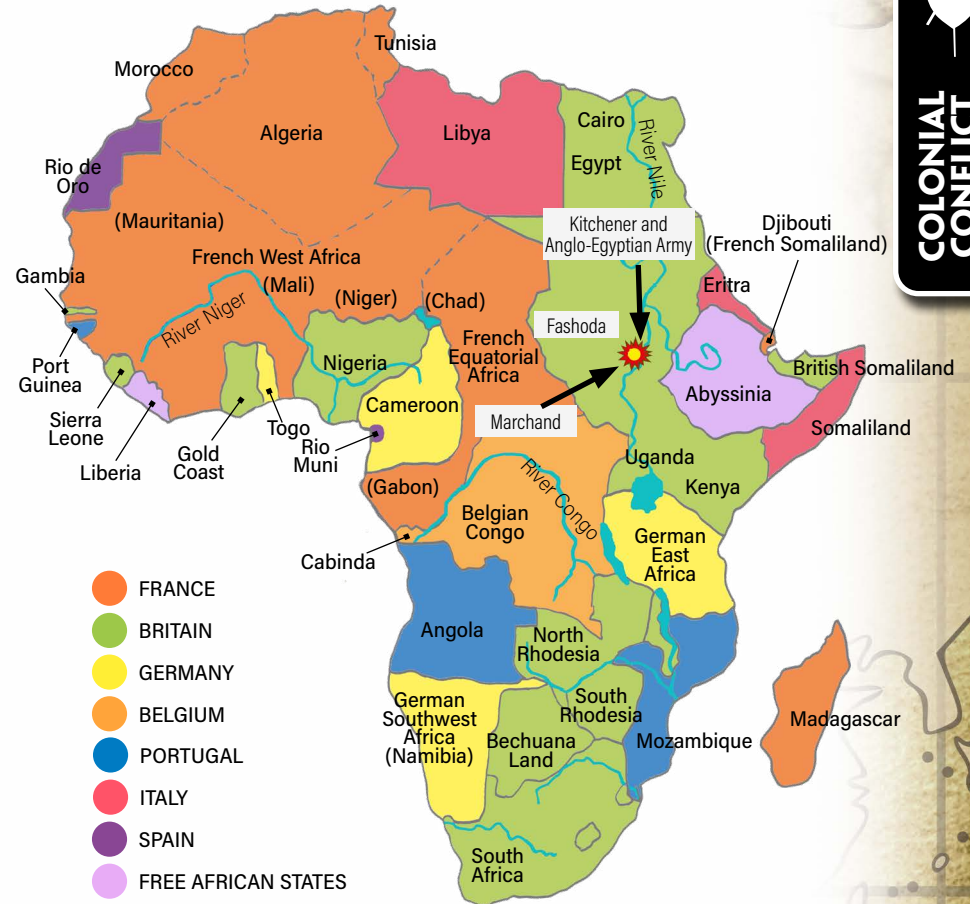 COLONIAL
CONFLICT
Tunisia
Morocco
Algeria
Libya
Cairo
Egypt
River Nile
Rio de
Oro
(Mauritania)
Kitchener and
Anglo-Egyptian Army
Djibouti
(French Somaliland)
French West Africa
(Mali)
Gambia
(Niger)
(Chad)
Eritra
River Niger
Fashoda
French
Equatorial
Africa
Port
Guinea
Nigeria
British Somaliland
Abyssinia
Cameroon
Marchand
Sierra
Leone
Togo
Rio
Muni
Somaliland
Liberia
Gold
Coast
Uganda
Kenya
(Gabon)
River Congo
Belgian
Congo
Cabinda
German
East
Africa
FRANCE
BRITAIN
GERMANY
BELGIUM
PORTUGAL
ITALY
SPAIN
FREE AFRICAN STATES
Angola
North
Rhodesia
German
Southwest
Africa
(Namibia)
South
Rhodesia
Bechuana
Land
Mozambique
Madagascar
South
Africa